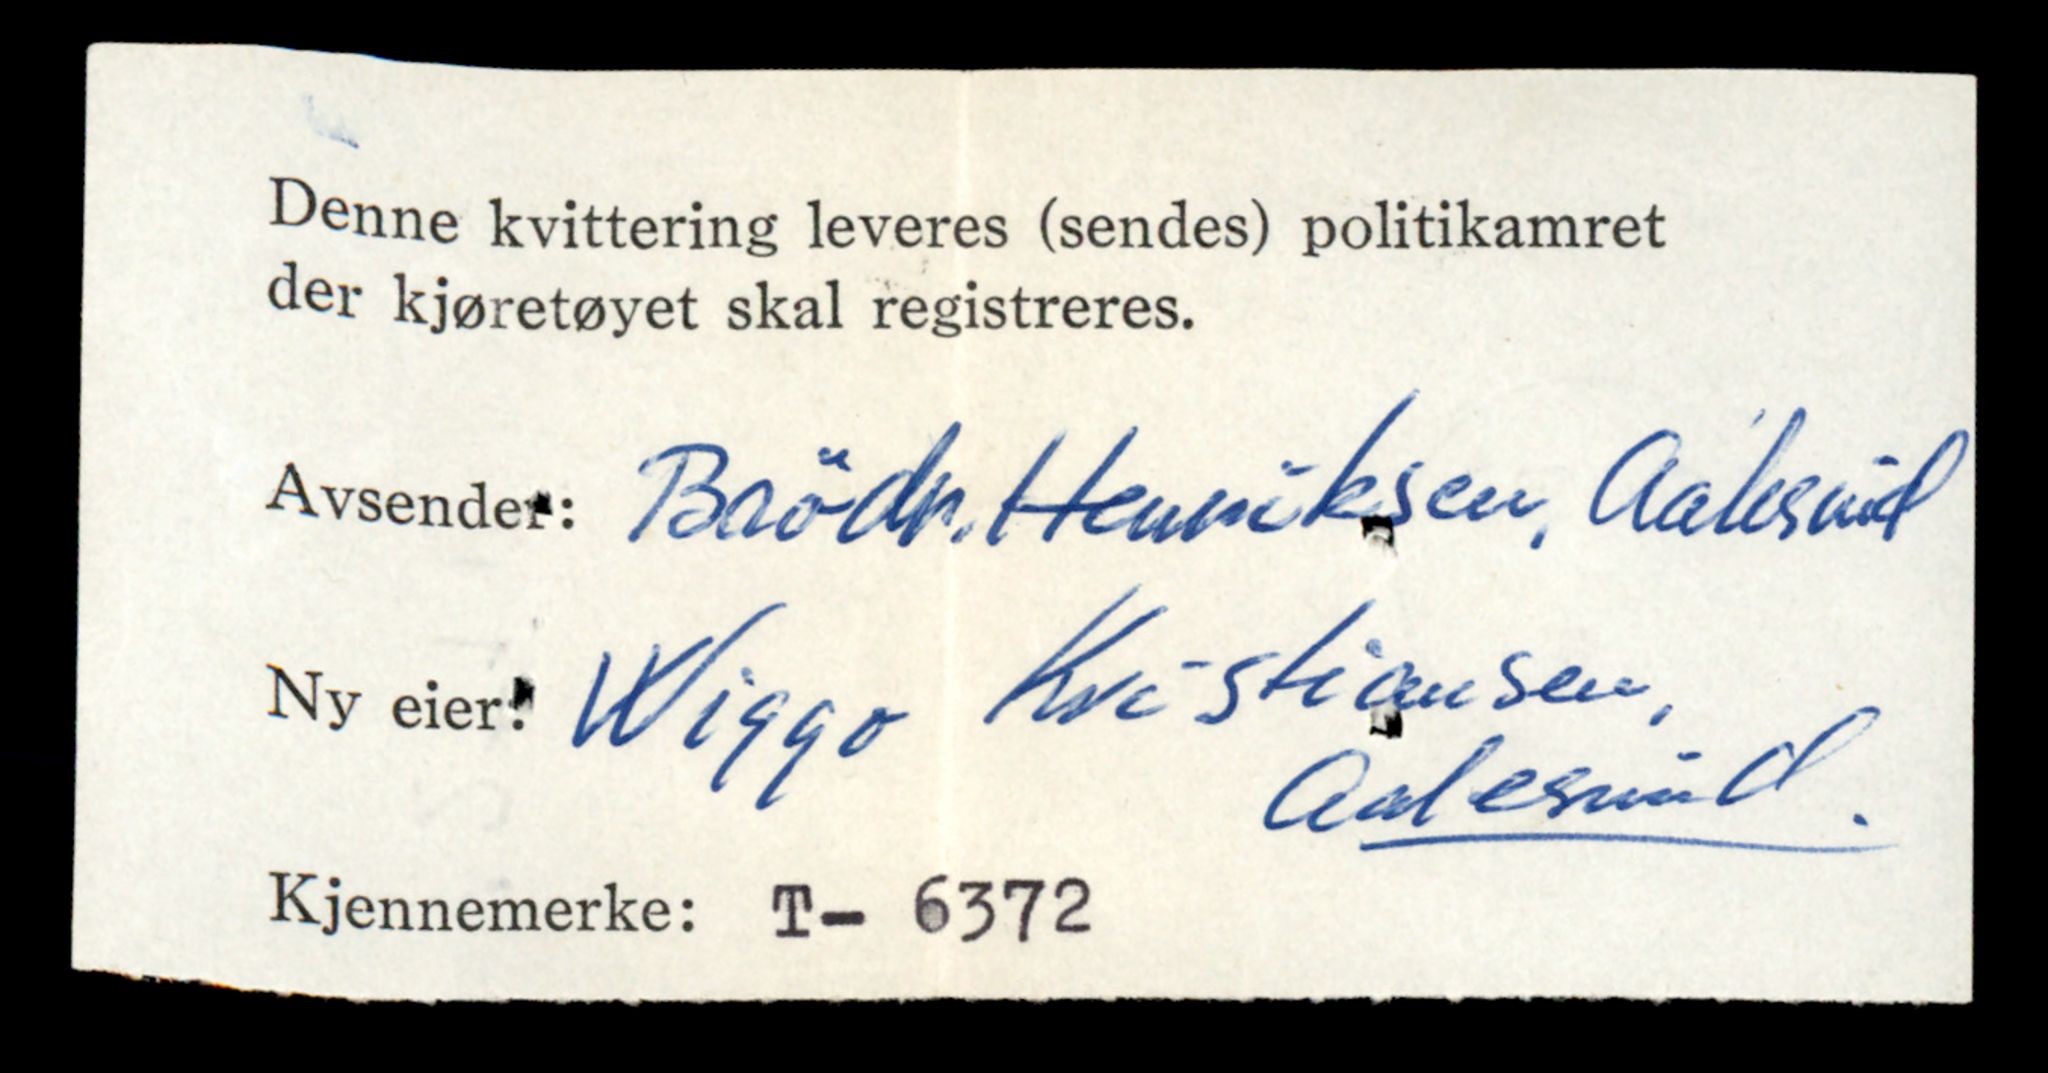 Denne kvittering leveres (sendes) politikamret
der kjøretøyet skal registreres.
Avsender: Brödr. Henriksen, Aalesund
Ny eier: Wiggo Kristiansen,
Aalesund.
Kjennemerke: T- 6372